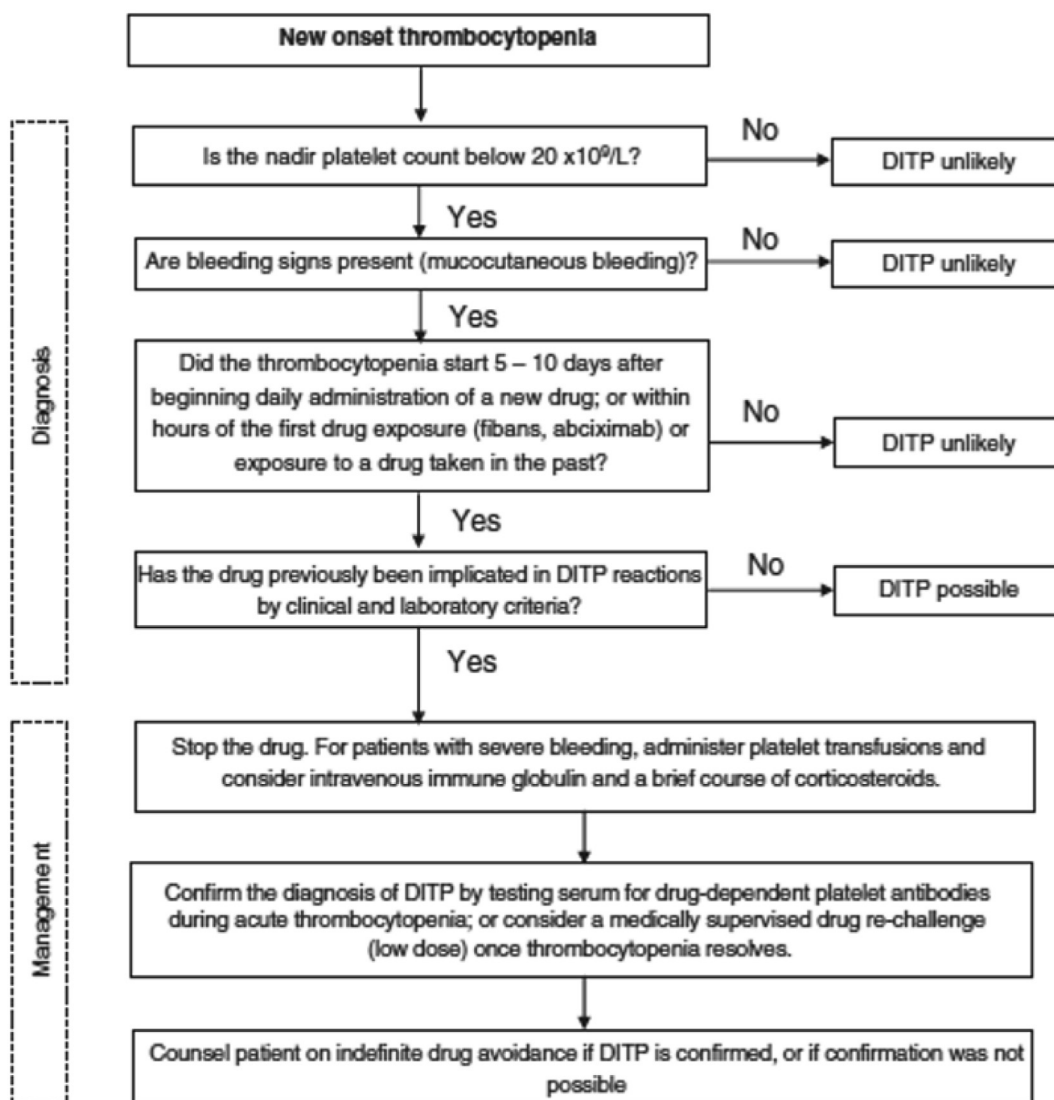 New onset thrombocytopenia
Is the nadir platelet count below 20 x10⁹/L?
No
DITP unlikely
Yes
Are bleeding signs present (mucocutaneous bleeding)?
No
DITP unlikely
Yes
Did the thrombocytopenia start 5 – 10 days after
beginning daily administration of a new drug; or within
hours of the first drug exposure (fibans, abciximab) or
exposure to a drug taken in the past?
No
DITP unlikely
Yes
Has the drug previously been implicated in DITP reactions
by clinical and laboratory criteria?
No
DITP possible
Yes
Diagnosis
Stop the drug. For patients with severe bleeding, administer platelet transfusions and
consider intravenous immune globulin and a brief course of corticosteroids.
Confirm the diagnosis of DITP by testing serum for drug-dependent platelet antibodies
during acute thrombocytopenia; or consider a medically supervised drug re-challenge
(low dose) once thrombocytopenia resolves.
Counsel patient on indefinite drug avoidance if DITP is confirmed, or if confirmation was not
possible
Management